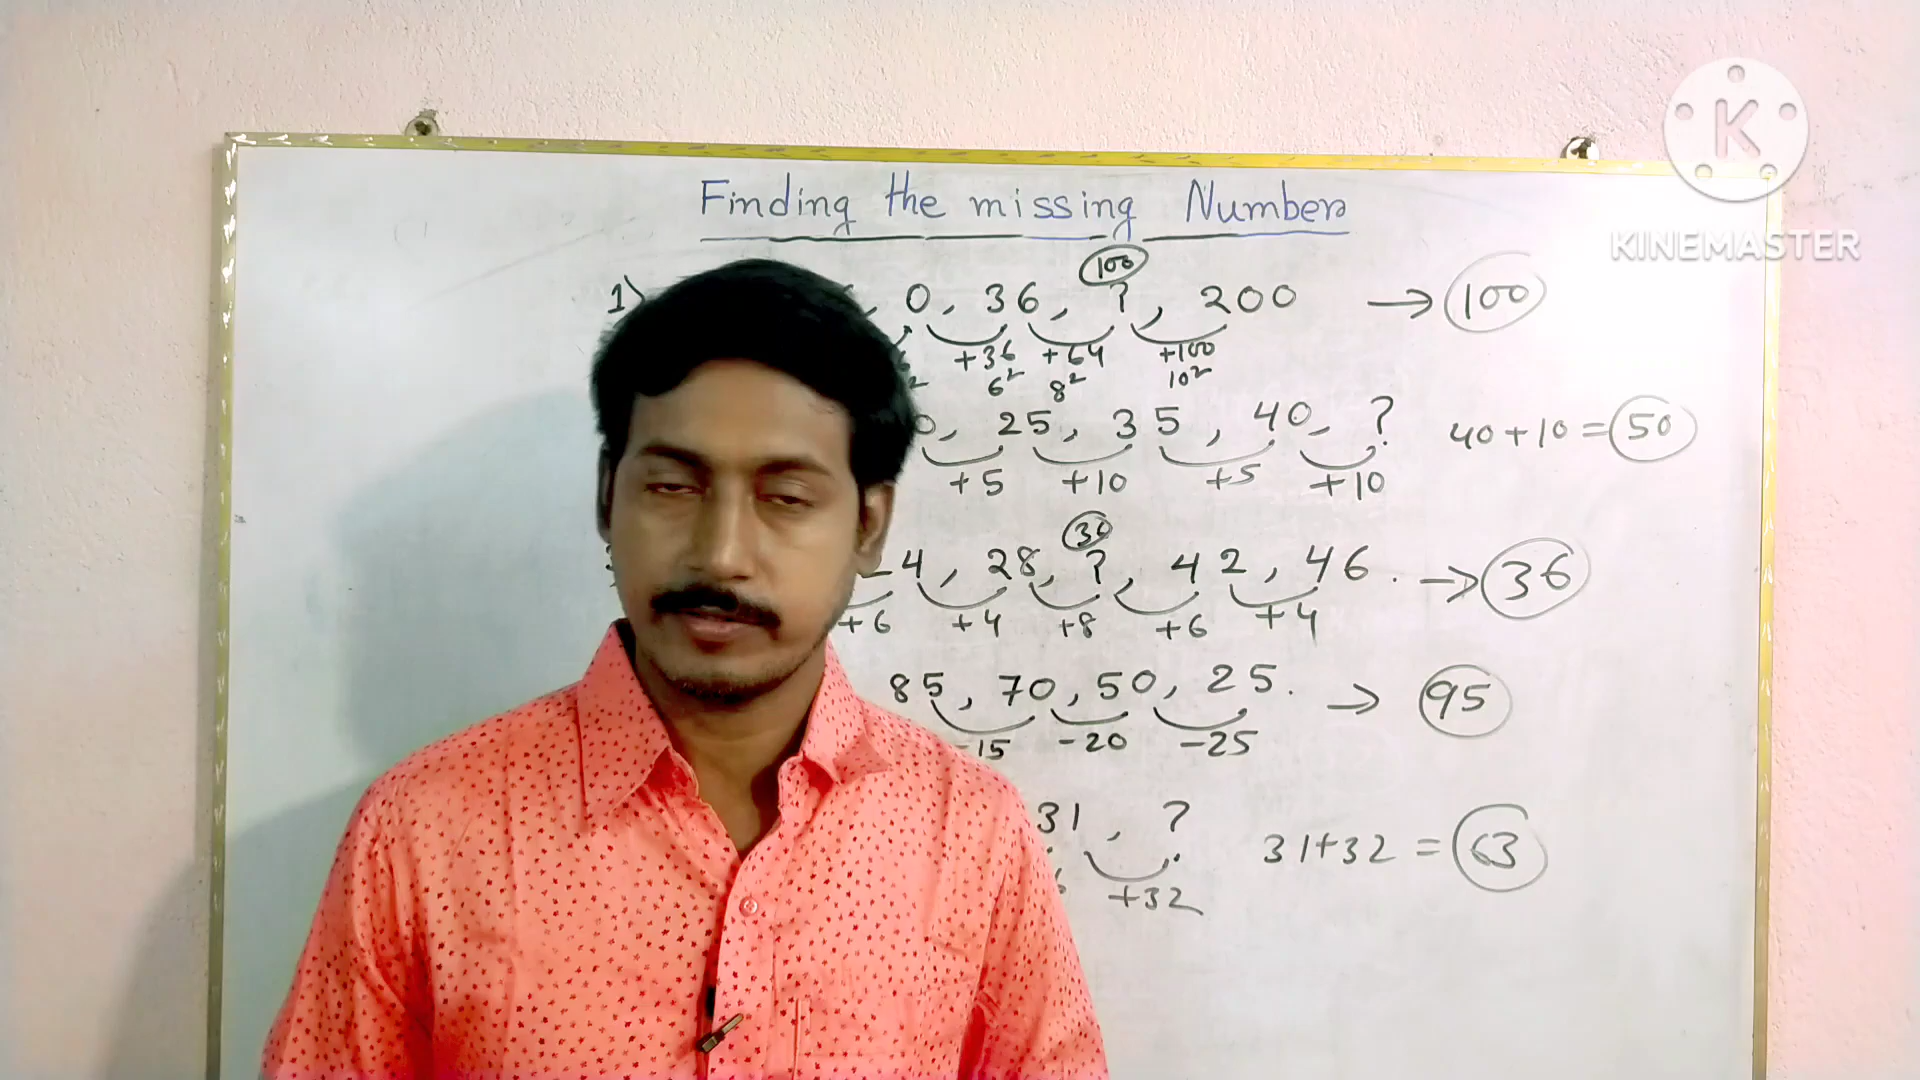 Finding the missing Numbers
100
1) , 0, 36, ?, 200 → 100
+36 +64 +100
6² 8² 10²
0, 25, 35, 40, ? 40+10=50
+5 +10 +5 +10
36
4, 28, ?, 42, 46. → 36
+6 +4 +8 +6 +4
85, 70, 50, 25. → 95
-15 -20 -25
31, ? 31+32 = 63
+32
K
KINEMASTER